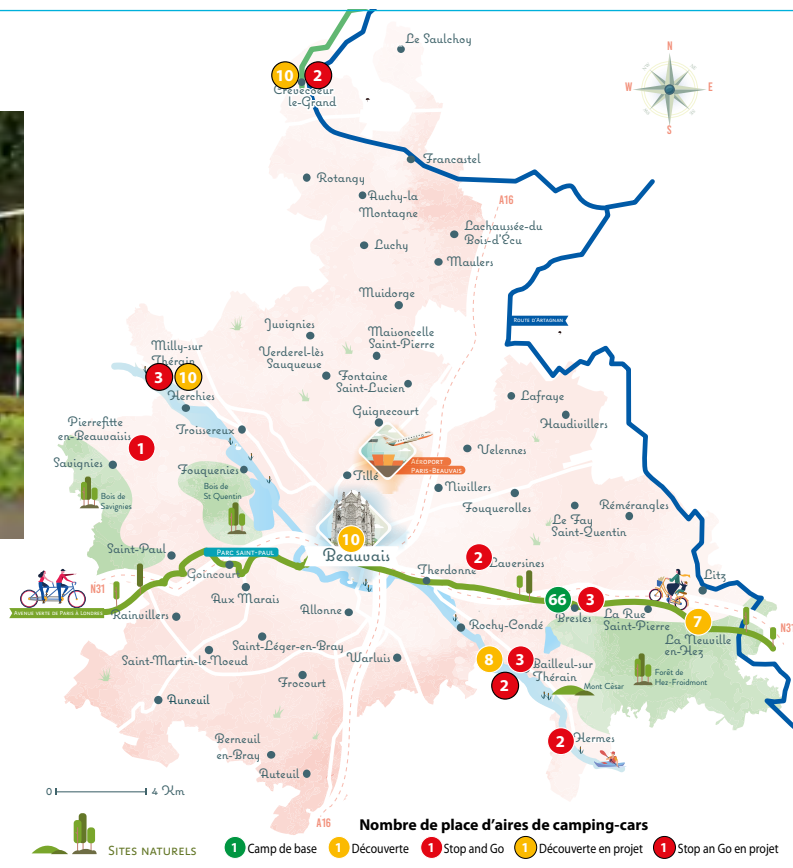 Le Saulchoy
N
W
E
S
10
2
Crèvecoeur
le-Grand
Francastel
Rotangy
Auchy-la
Montagne
A16
Lachaussée-du
Bois-d'Écu
Luchy
Maulers
Muidorge
Route d'Artagnan
Juvignies
Milly-sur
Thérain
Maisoncelle
Saint-Pierre
Verderel-lès
Sauqueuse
3
10
Fontaine
Saint-Lucien
Herchies
Lafraye
Guignecourt
Haudivillers
Pierrefitte
en-Beauvaisis
Troissereux
1
Savignies
Fouquenies
Aéroport
Paris-Beauvais
Velennes
Tillé
Nivillers
Bois de
Savignies
Bois de
St Quentin
Fouquerolles
Le Fay
Saint-Quentin
Rémérangles
10
Beauvais
Saint-Paul
Parc Saint-Paul
2
Laversines
Goincourt
Therdonne
Litz
N31
Avenue verte de Paris à Londres
Aux Marais
66
3
Bresles
La Rue
Saint-Pierre
Rainvillers
Allonne
7
La Neuville
en-Hez
N31
Rochy-Condé
Saint-Léger-en-Bray
Saint-Martin-le-Noeud
Warluis
8
3
Bailleul-sur
Thérain
2
Frocourt
Mont César
Forêt de
Hez-Froidmont
Auneuil
Berneuil
en-Bray
2
Hermes
Auteuil
0
4 Km
A16
Nombre de place d'aires de camping-cars
Sites naturels
1 Camp de base
1 Découverte
1 Stop and Go
1 Découverte en projet
1 Stop an Go en projet